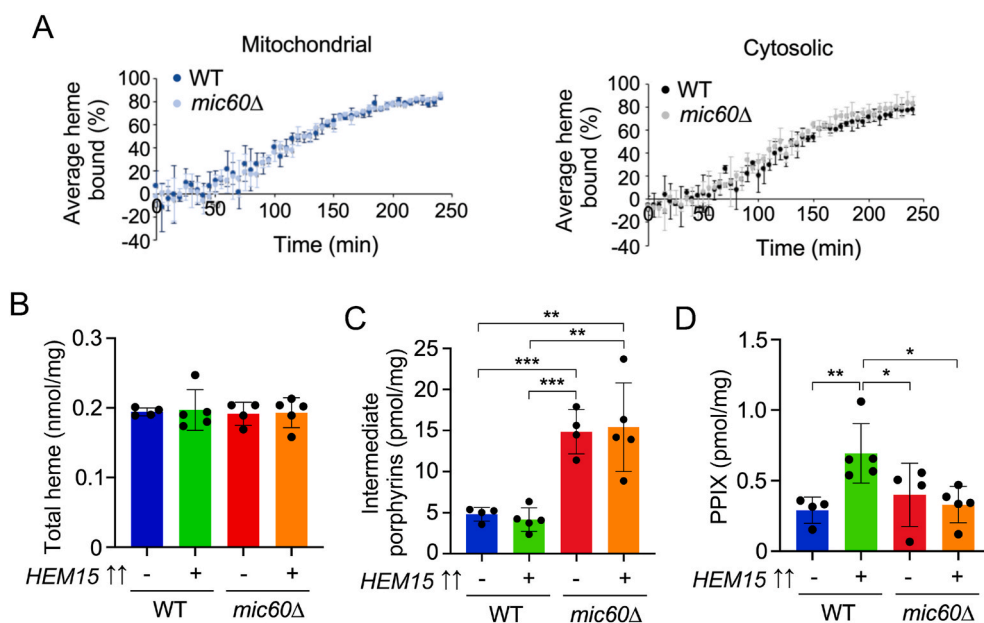 A
Mitochondrial
WT
mic60Δ
Average heme
bound (%)
100
80
60
40
20
0
-20
-40
0
50
100
150
200
250
Time (min)
Cytosolic
WT
mic60Δ
Average heme
bound (%)
100
80
60
40
20
0
-20
-40
0
50
100
150
200
250
Time (min)
B
Total heme (nmol/mg)
0.3
0.2
0.1
0
HEM15 ↑↑ - + - +
WT mic60Δ
C
Intermediate
porphyrins (pmol/mg)
25
20
15
10
5
0
**
**
***
***
HEM15 ↑↑ - + - +
WT mic60Δ
D
PPIX (pmol/mg)
1.5
1.0
0.5
0
*
** *
HEM15 ↑↑ - + - +
WT mic60Δ